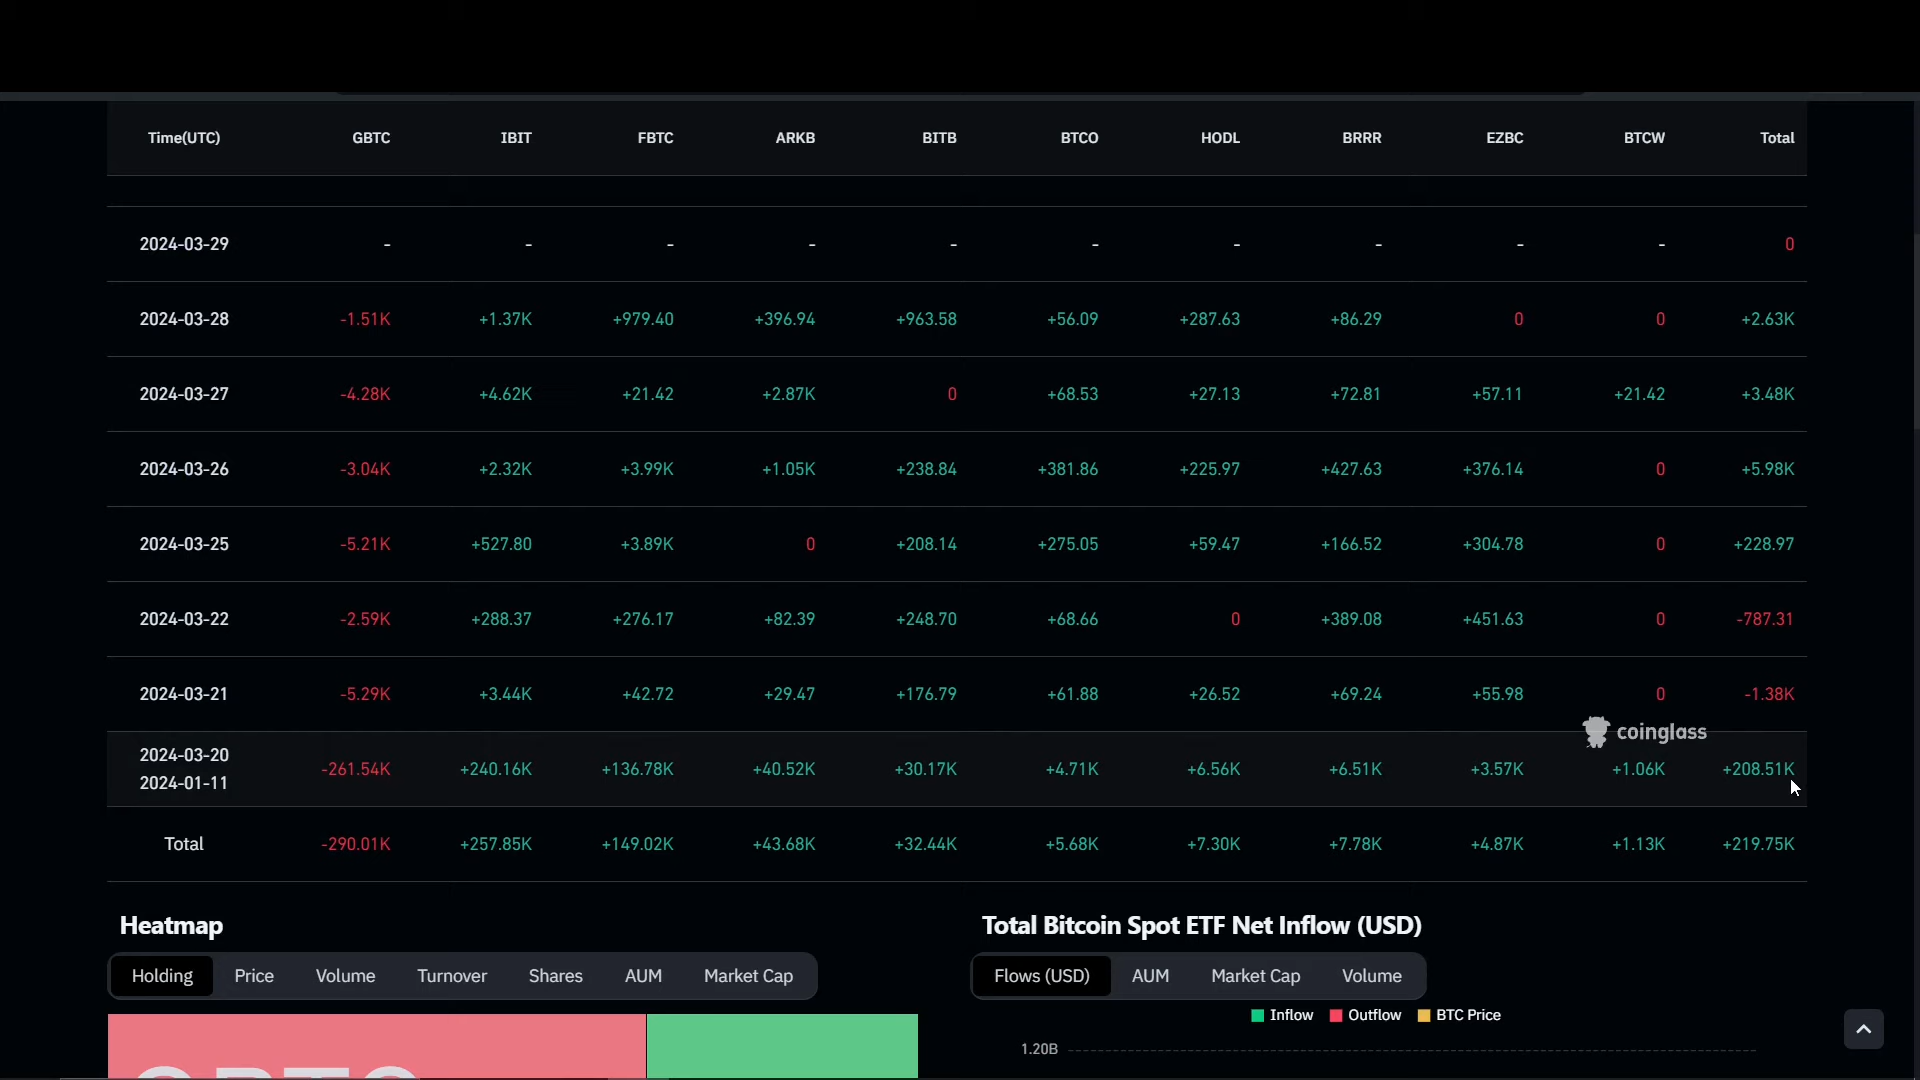 Time(UTC) GBTC IBIT FBTC ARKB BITB BTCO HODL BRRR EZBC BTCW Total
2024-03-29 - - - - - - - - - - 0
2024-03-28 -1.51K +1.37K +979.40 +396.94 +963.58 +56.09 +287.63 +86.29 0 0 +2.63K
2024-03-27 -4.28K +4.62K +21.42 +2.87K 0 +68.53 +27.13 +72.81 +57.11 +21.42 +3.48K
2024-03-26 -3.04K +2.32K +3.99K +1.05K +238.84 +381.86 +225.97 +427.63 +376.14 0 +5.98K
2024-03-25 -5.21K +527.80 +3.89K 0 +208.14 +275.05 +59.47 +166.52 +304.78 0 +228.97
2024-03-22 -2.59K +288.37 +276.17 +82.39 +248.70 +68.66 0 +389.08 +451.63 0 -787.31
2024-03-21 -5.29K +3.44K +42.72 +29.47 +176.79 +61.88 +26.52 +69.24 +55.98 0 -1.38K
coinglass
2024-03-20
2024-01-11 -261.54K +240.16K +136.78K +40.52K +30.17K +4.71K +6.56K +6.51K +3.57K +1.06K +208.51K
Total -290.01K +257.85K +149.02K +43.68K +32.44K +5.68K +7.30K +7.78K +4.87K +1.13K +219.75K
Heatmap
Holding Price Volume Turnover Shares AUM Market Cap
Total Bitcoin Spot ETF Net Inflow (USD)
Flows (USD) AUM Market Cap Volume
Inflow Outflow BTC Price
1.20B
GBTC